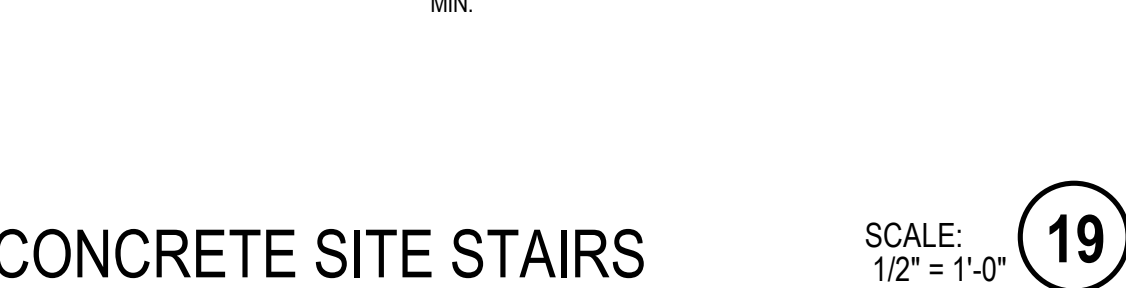 MIN.
CONCRETE SITE STAIRS
SCALE:
1/2" = 1'-0"
19